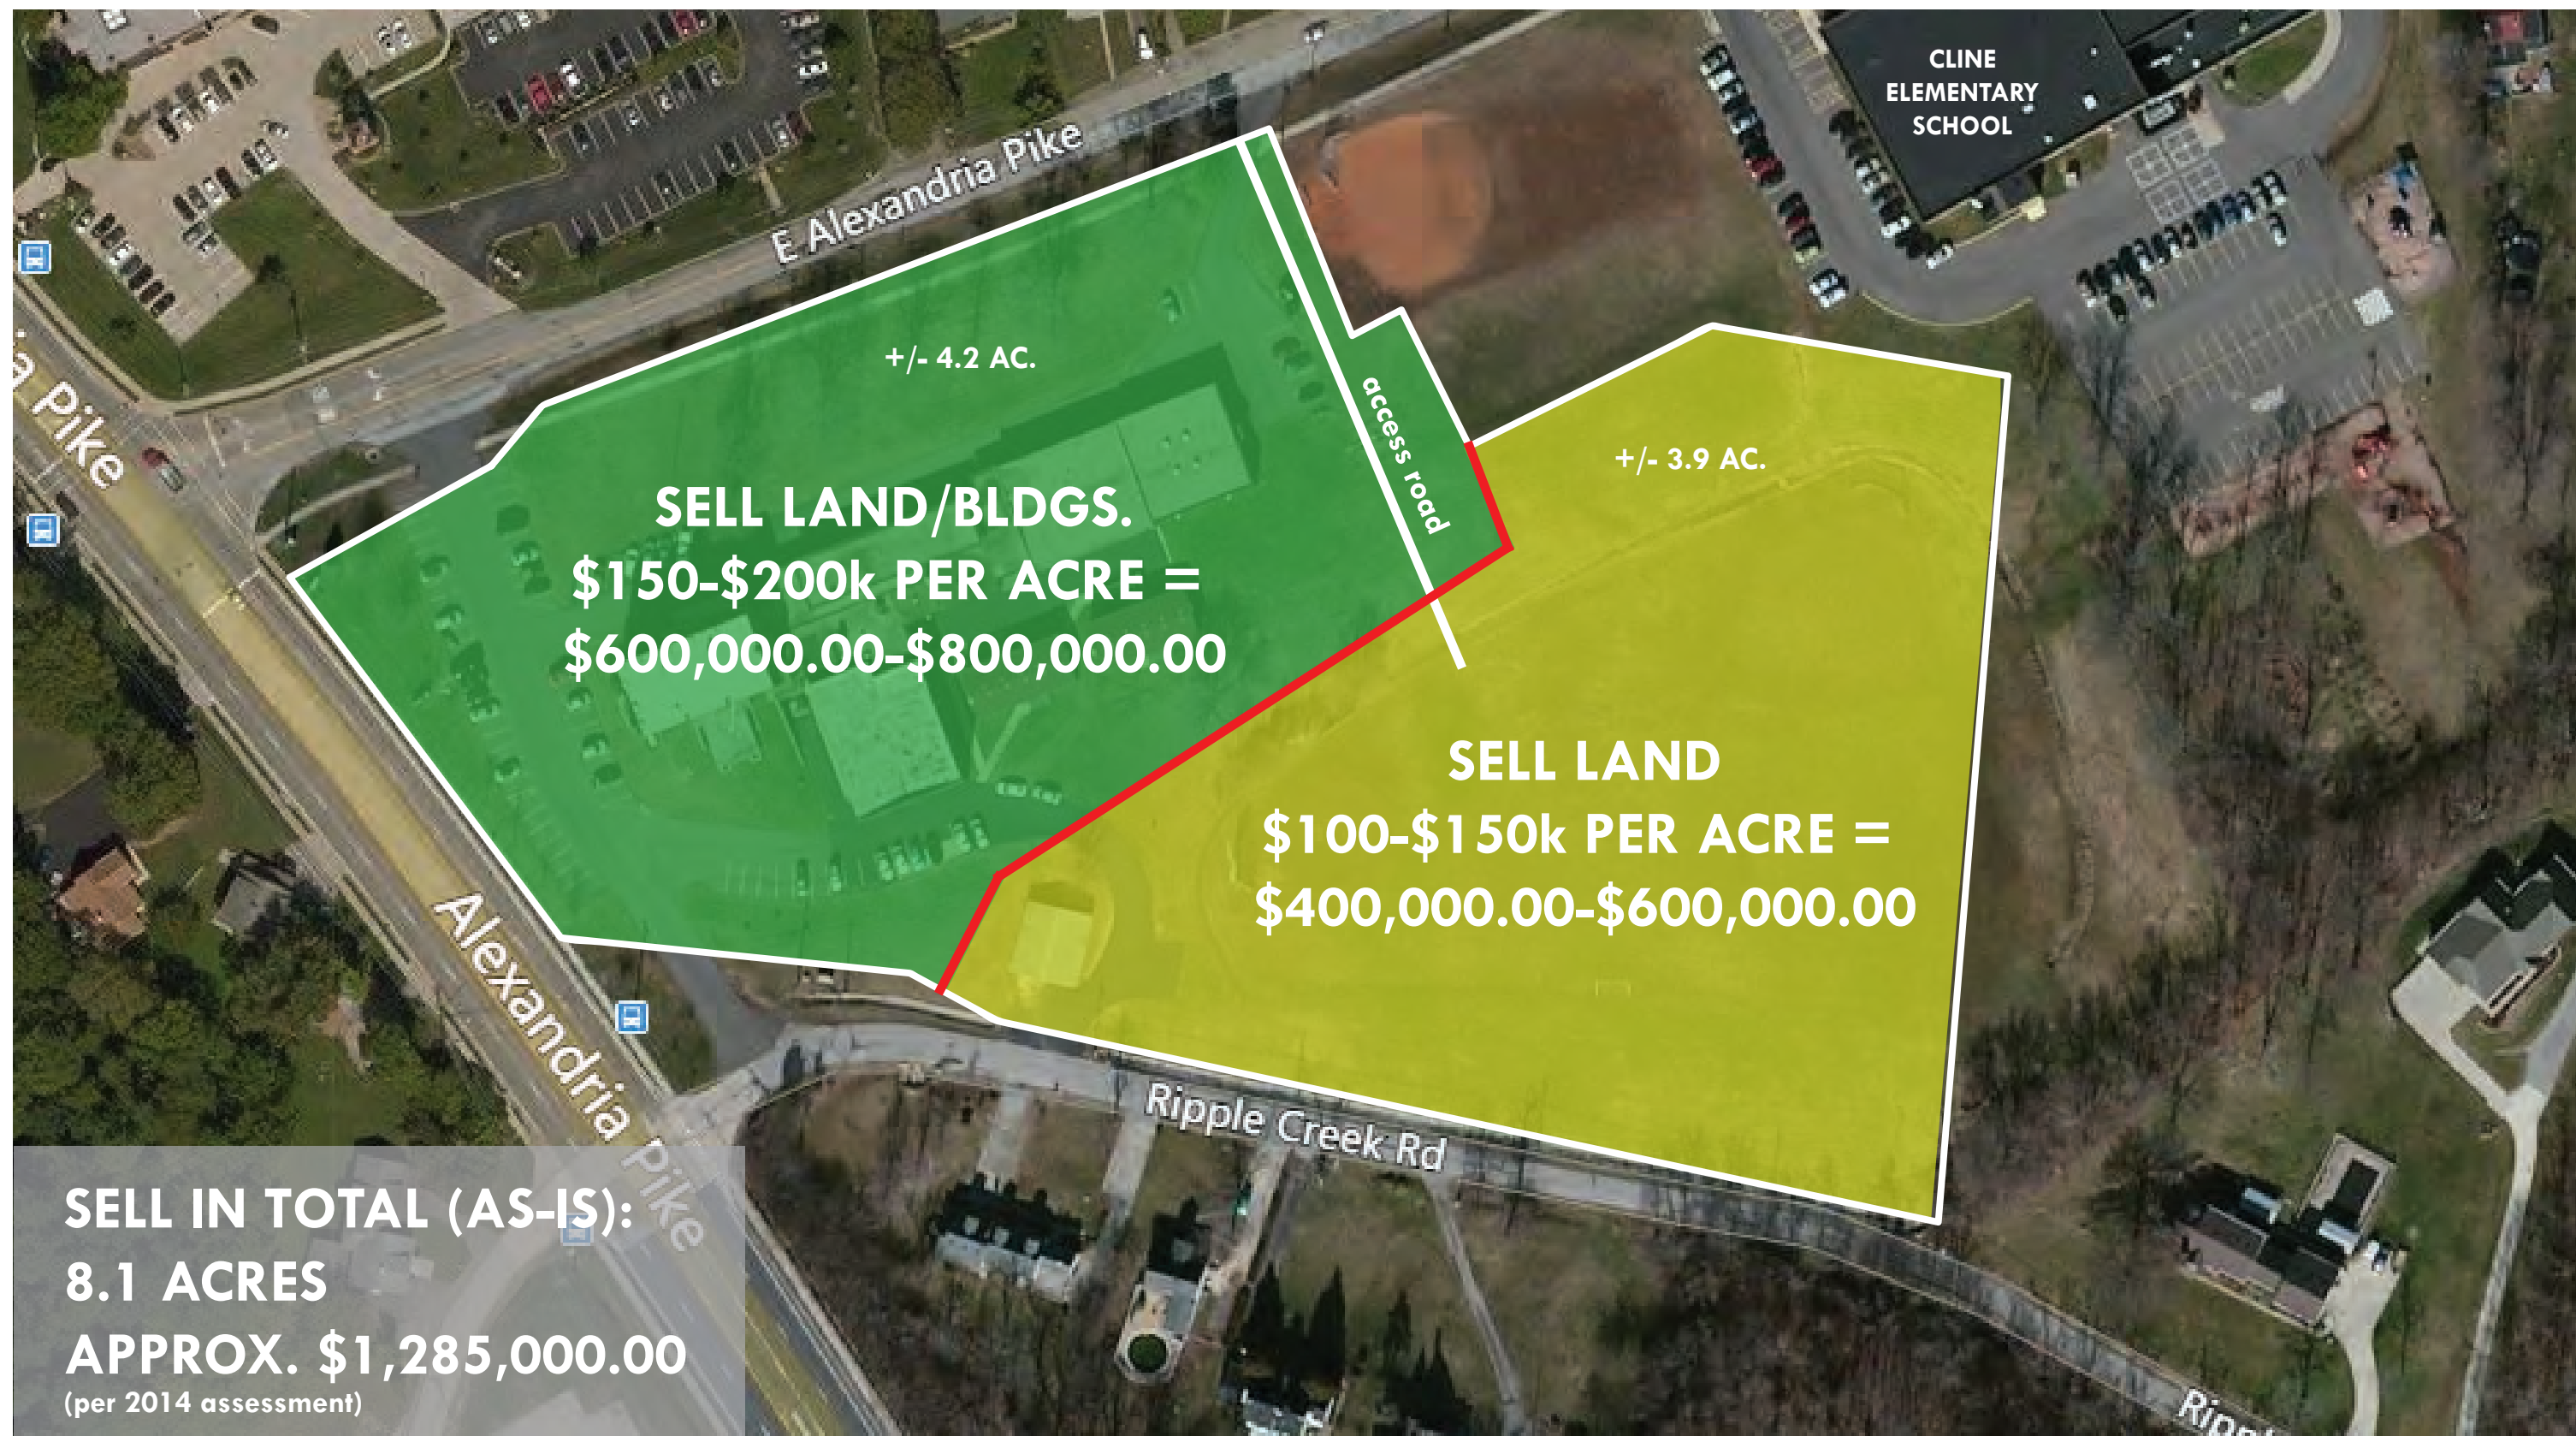 CLINE
ELEMENTARY
SCHOOL
E Alexandria Pike
+/- 4.2 AC.
ia Pike
access road
+/- 3.9 AC.
SELL LAND/BLDGS.
$150-$200k PER ACRE =
$600,000.00-$800,000.00
SELL LAND
$100-$150k PER ACRE =
$400,000.00-$600,000.00
Alexandria Pike
Ripple Creek Rd
SELL IN TOTAL (AS-IS):
8.1 ACRES
APPROX. $1,285,000.00
(per 2014 assessment)